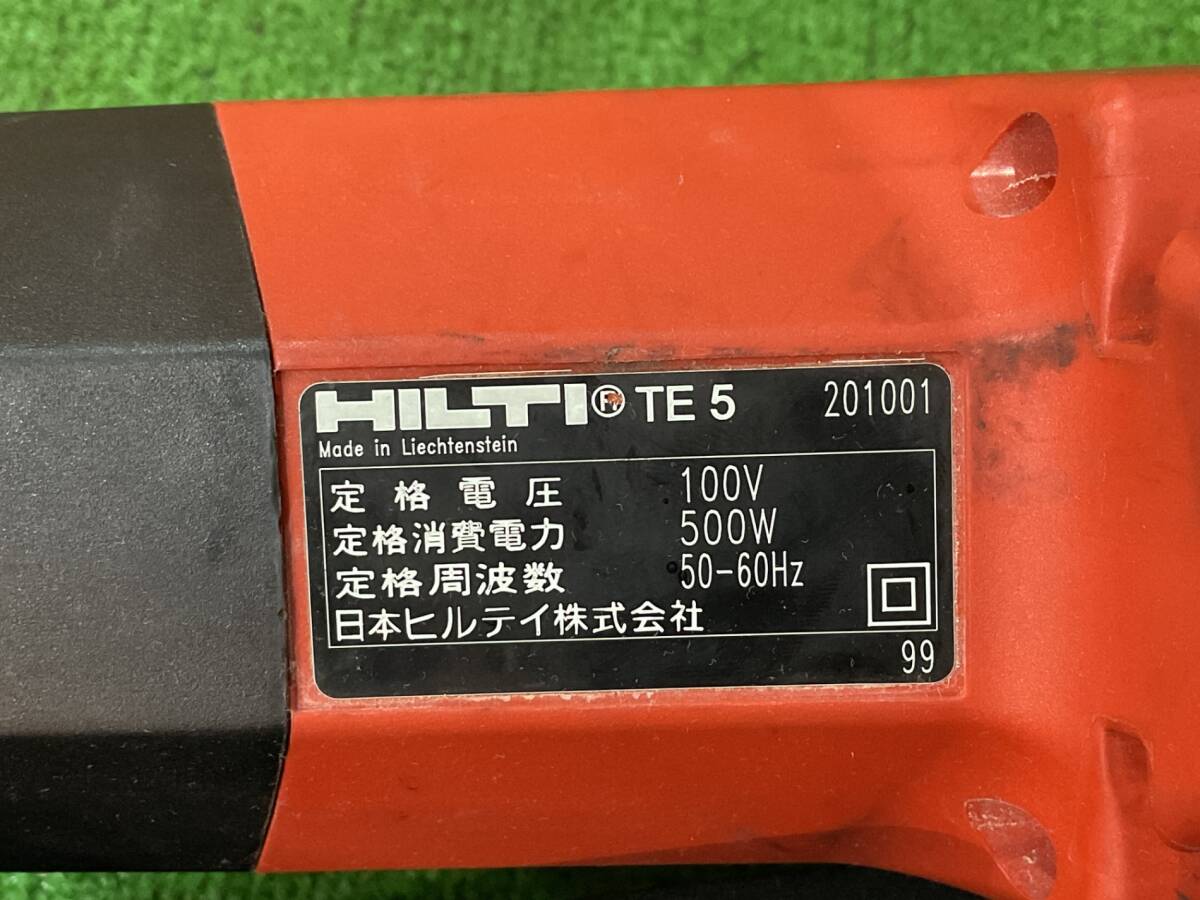 HILTI® TE 5 201001
Made in Liechtenstein
定格電圧 100V
定格消費電力 500W
定格周波数 50-60Hz
日本ヒルテイ株式会社
99